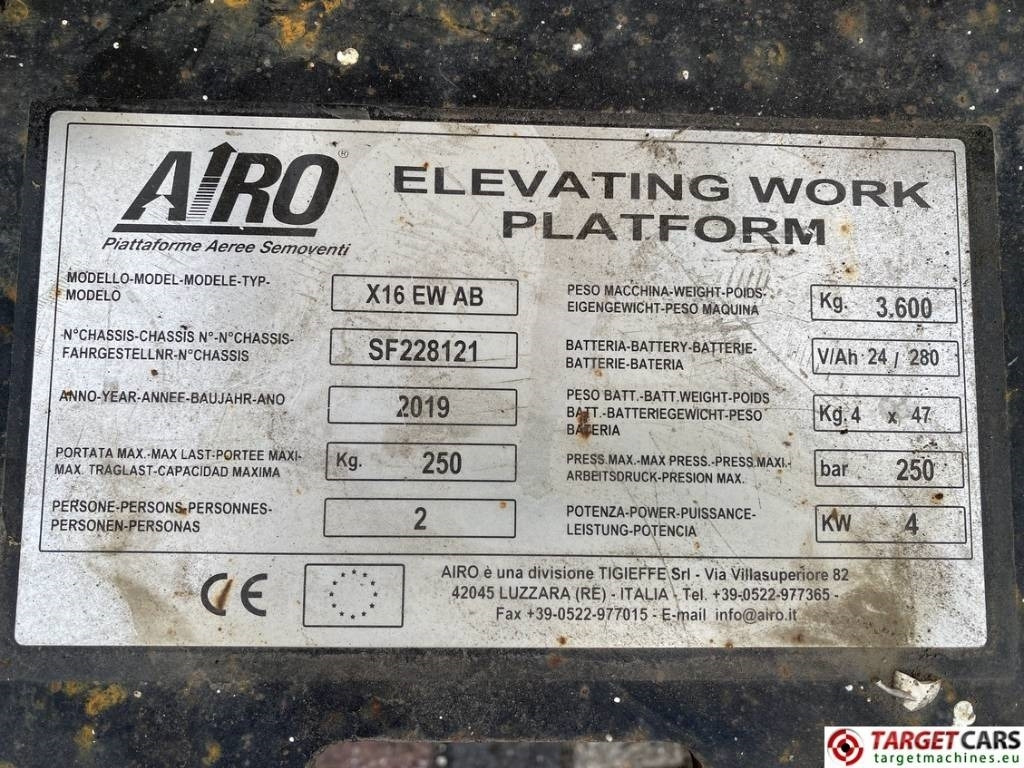 AIRO®
Piattaforme Aeree Semoventi
ELEVATING WORK
PLATFORM
MODELLO-MODEL-MODELE-TYP-
MODELO
X16 EW AB
N°CHASSIS-CHASSIS N°-N°CHASSIS-
FAHRGESTELLNR-N°CHASSIS
SF228121
ANNO-YEAR-ANNEE-BAUJAHR-ANO
2019
PORTATA MAX.-MAX LAST-PORTEE MAXI-
MAX. TRAGLAST-CAPACIDAD MAXIMA
Kg. 250
PERSONE-PERSONS-PERSONNES-
PERSONEN-PERSONAS
2
PESO MACCHINA-WEIGHT-POIDS-
EIGENGEWICHT-PESO MAQUINA
Kg. 3.600
BATTERIA-BATTERY-BATTERIE-
BATTERIE-BATERIA
V/Ah 24 / 280
PESO BATT.-BATT.WEIGHT-POIDS
BATT.-BATTERIEGEWICHT-PESO
BATERIA
Kg. 4 x 47
PRESS.MAX.-MAX PRESS.-PRESS.MAXI.-
ARBEITSDRUCK-PRESION MAX.
bar 250
POTENZA-POWER-PUISSANCE-
LEISTUNG-POTENCIA
KW 4
CE
AIRO è una divisione TIGIEFFE Srl - Via Villasuperiore 82
42045 LUZZARA (RE) - ITALIA - Tel. +39-0522-977365 -
Fax +39-0522-977015 - E-mail info@airo.it
TARGETCARS
targetmachines.eu